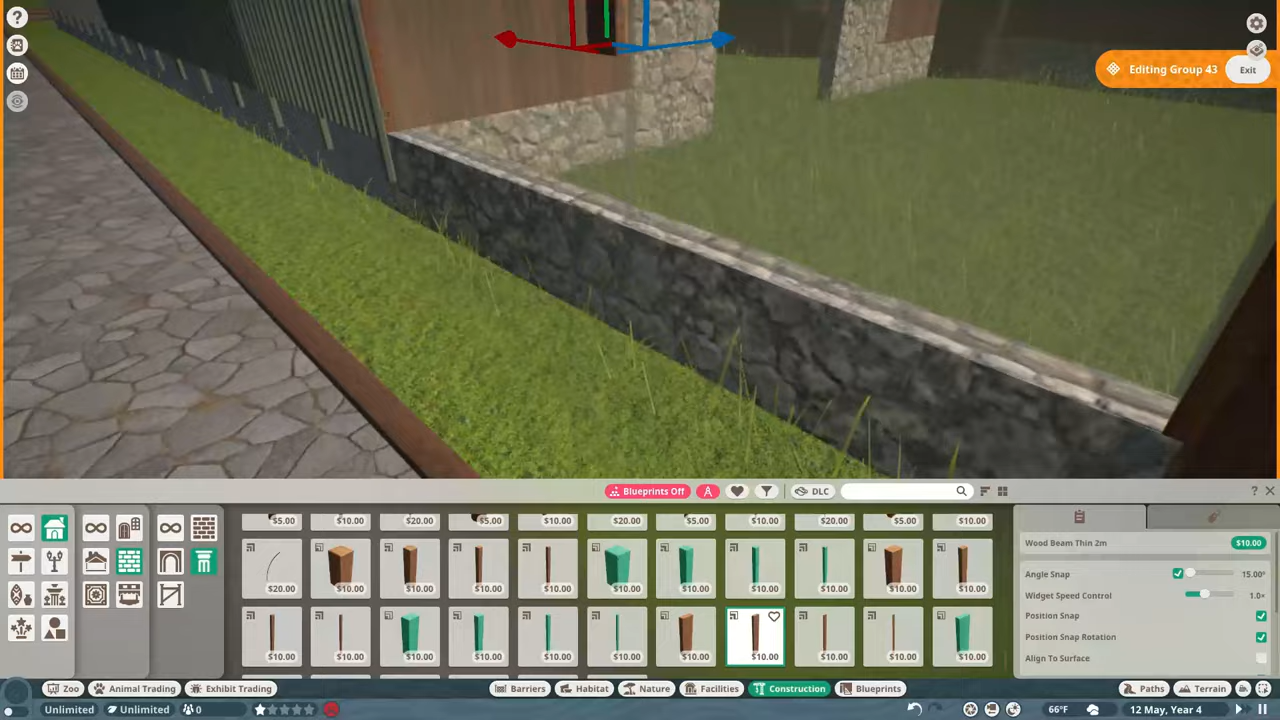 Editing Group 43 Exit
Blueprints Off DLC
$5.00 $10.00 $20.00 $5.00 $10.00 $20.00 $5.00 $10.00 $5.00 $10.00
$20.00 $10.00 $10.00 $10.00 $10.00 $10.00 $10.00 $10.00 $10.00 $10.00 $10.00
$10.00 $10.00 $10.00 $10.00 $10.00 $10.00 $10.00 $10.00 $10.00 $10.00 $10.00
Wood Beam Thin 2m $10.00
Angle Snap 15.00°
Widget Speed Control 1.0×
Position Snap
Position Snap Rotation
Align To Surface
Zoo Animal Trading Exhibit Trading Barriers Habitat Nature Facilities Construction Blueprints Paths Terrain
Unlimited Unlimited 0 66°F 12 May, Year 4